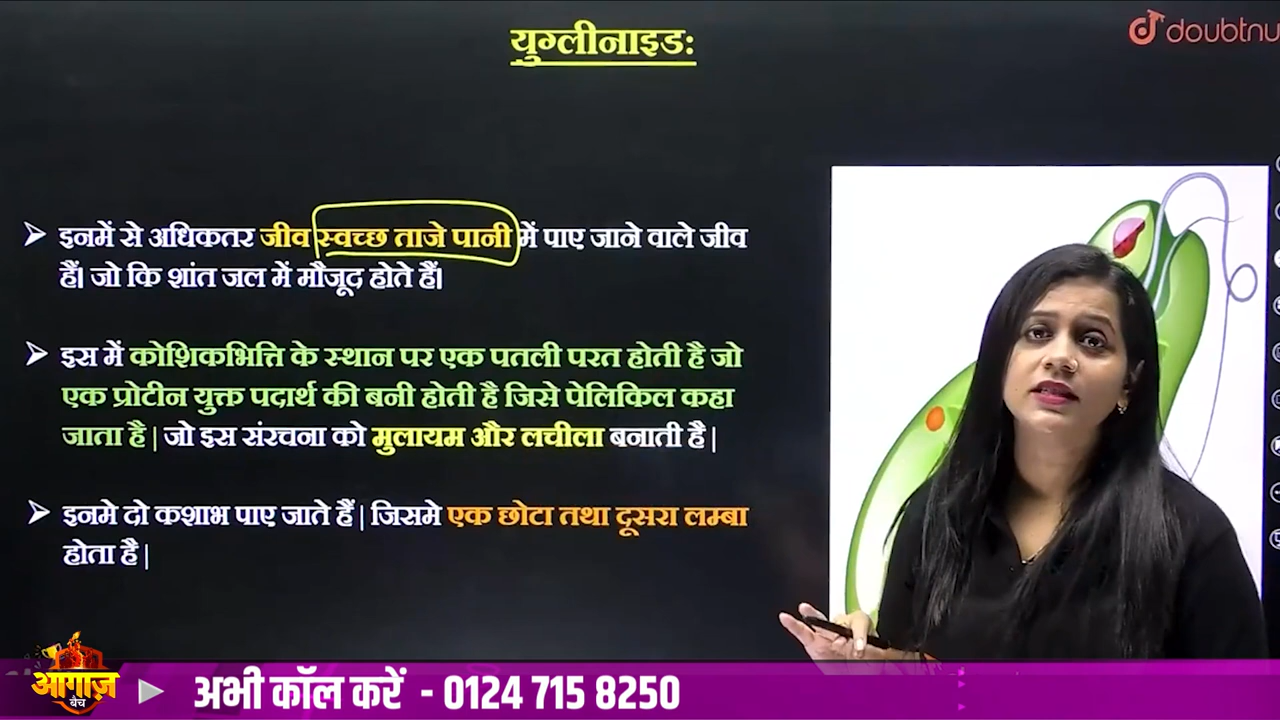 युग्लीनाइड:
doubtnu
➤ इनमें से अधिकतर जीव स्वच्छ ताजे पानी में पाए जाने वाले जीव
हैं। जो कि शांत जल में मौजूद होते हैं।
➤ इस में कोशिकभित्ति के स्थान पर एक पतली परत होती है जो
एक प्रोटीन युक्त पदार्थ की बनी होती है जिसे पेलिकिल कहा
जाता है | जो इस संरचना को मुलायम और लचीला बनाती है |
➤ इनमे दो कशाभ पाए जाते हैं | जिसमे एक छोटा तथा दूसरा लम्बा
होता है |
आगाज़
बैच
अभी कॉल करें - 0124 715 8250